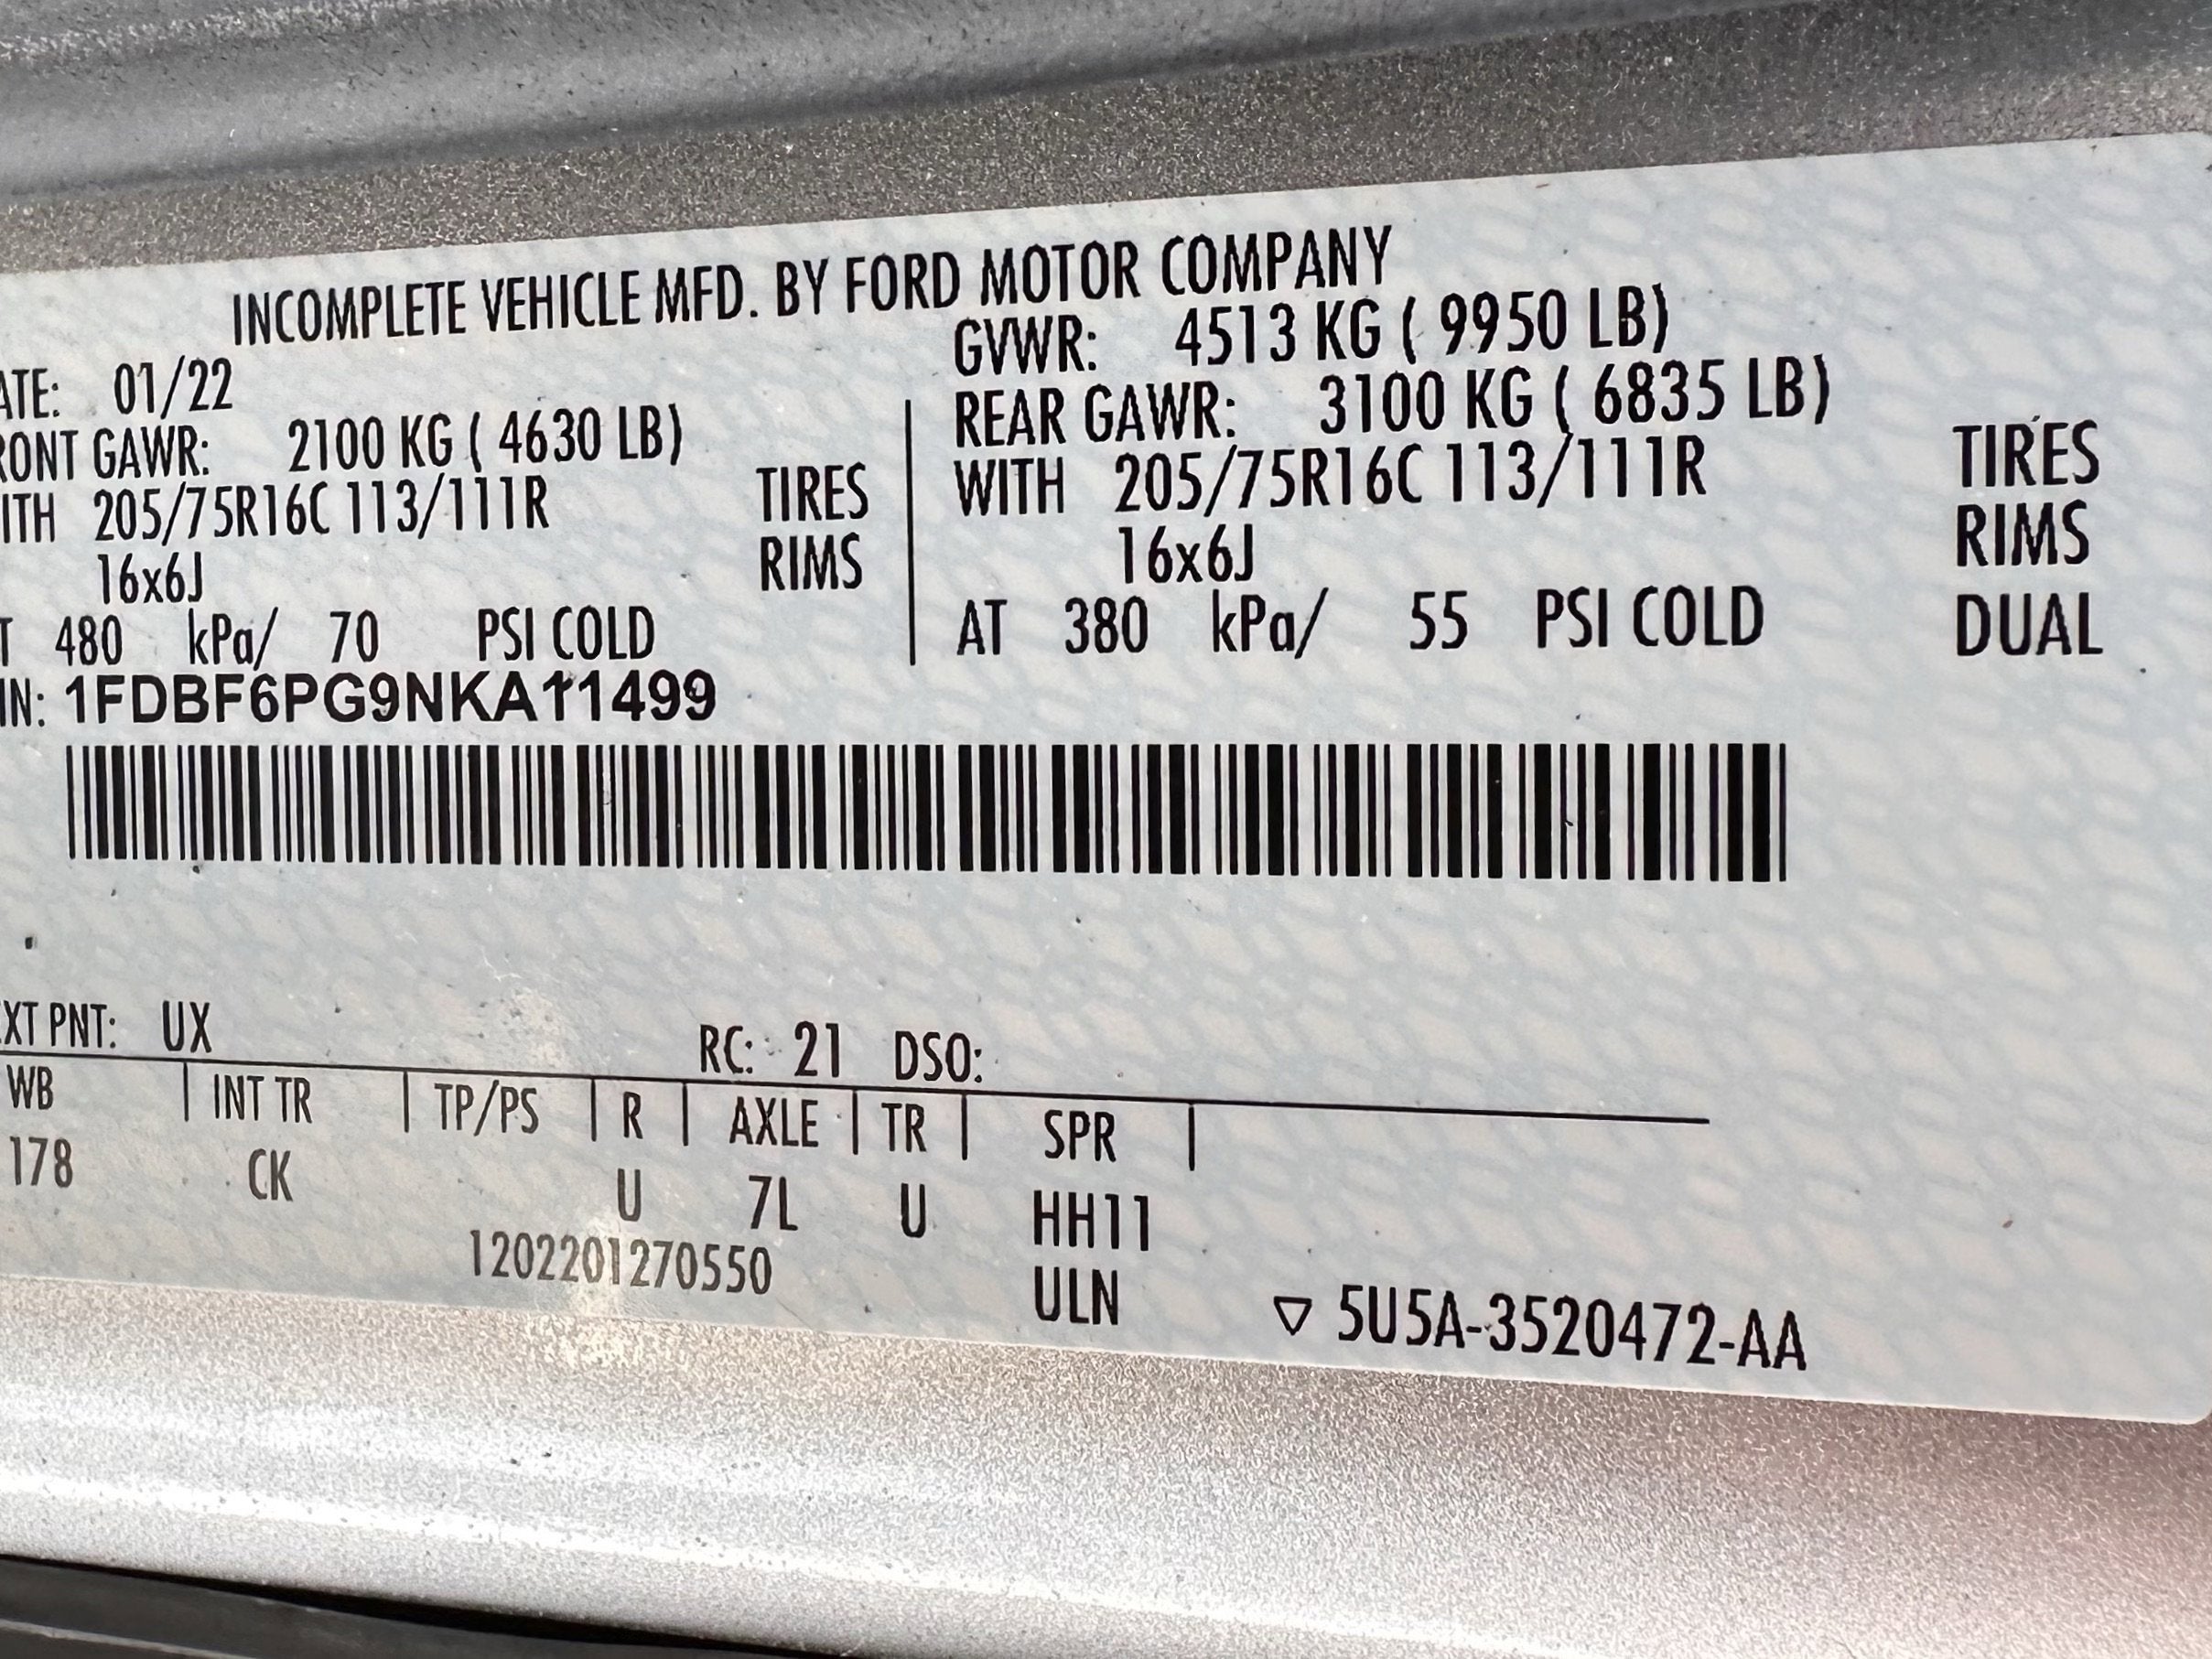 INCOMPLETE VEHICLE MFD. BY FORD MOTOR COMPANY
ATE: 01/22
GVWR: 4513 KG ( 9950 LB)
RONT GAWR: 2100 KG ( 4630 LB)
REAR GAWR: 3100 KG ( 6835 LB)
ITH 205/75R16C 113/111R TIRES
WITH 205/75R16C 113/111R TIRES
16x6J RIMS
16x6J RIMS
T 480 kPa/ 70 PSI COLD
AT 380 kPa/ 55 PSI COLD DUAL
IN: 1FDBF6PG9NKA11499
EXT PNT: UX RC: 21 DSO:
WB | INT TR | TP/PS | R | AXLE | TR | SPR |
178 CK U 7L U HH11
1202201270550 ULN
▽ 5U5A-3520472-AA